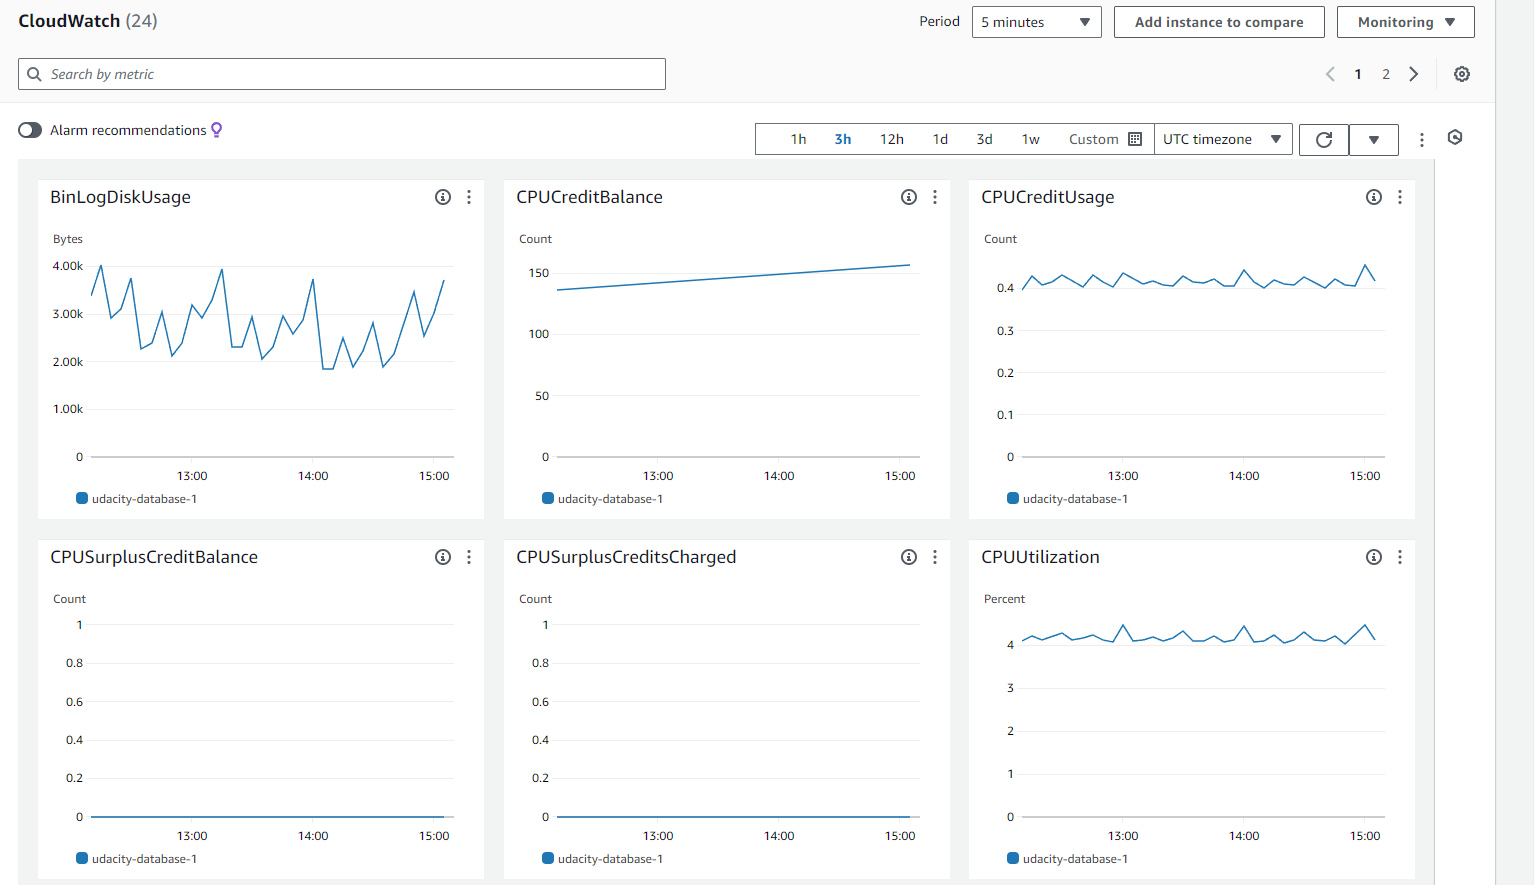 CloudWatch (24)
Period
5 minutes
Add instance to compare
Monitoring
Search by metric
1 2
Alarm recommendations
1h 3h 12h 1d 3d 1w Custom
UTC timezone
BinLogDiskUsage
Bytes
4.00k
3.00k
2.00k
1.00k
0
13:00 14:00 15:00
udacity-database-1
CPUCreditBalance
Count
150
100
50
0
13:00 14:00 15:00
udacity-database-1
CPUCreditUsage
Count
0.4
0.3
0.2
0.1
0
13:00 14:00 15:00
udacity-database-1
CPUSurplusCreditBalance
Count
1
0.8
0.6
0.4
0.2
0
13:00 14:00 15:00
udacity-database-1
CPUSurplusCreditsCharged
Count
1
0.8
0.6
0.4
0.2
0
13:00 14:00 15:00
udacity-database-1
CPUUtilization
Percent
4
3
2
1
0
13:00 14:00 15:00
udacity-database-1